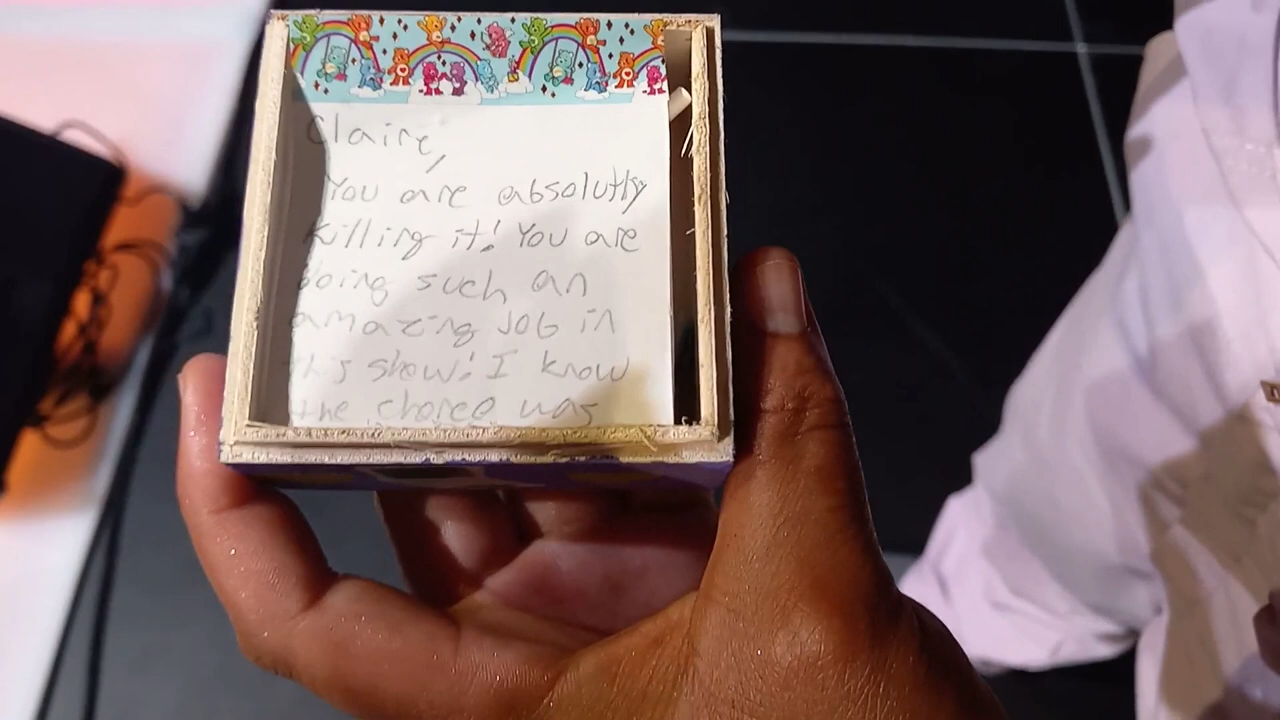 Claire,
You are absolutly
killing it! You are
doing such an
amazing job in
this show! I know
the choreo was